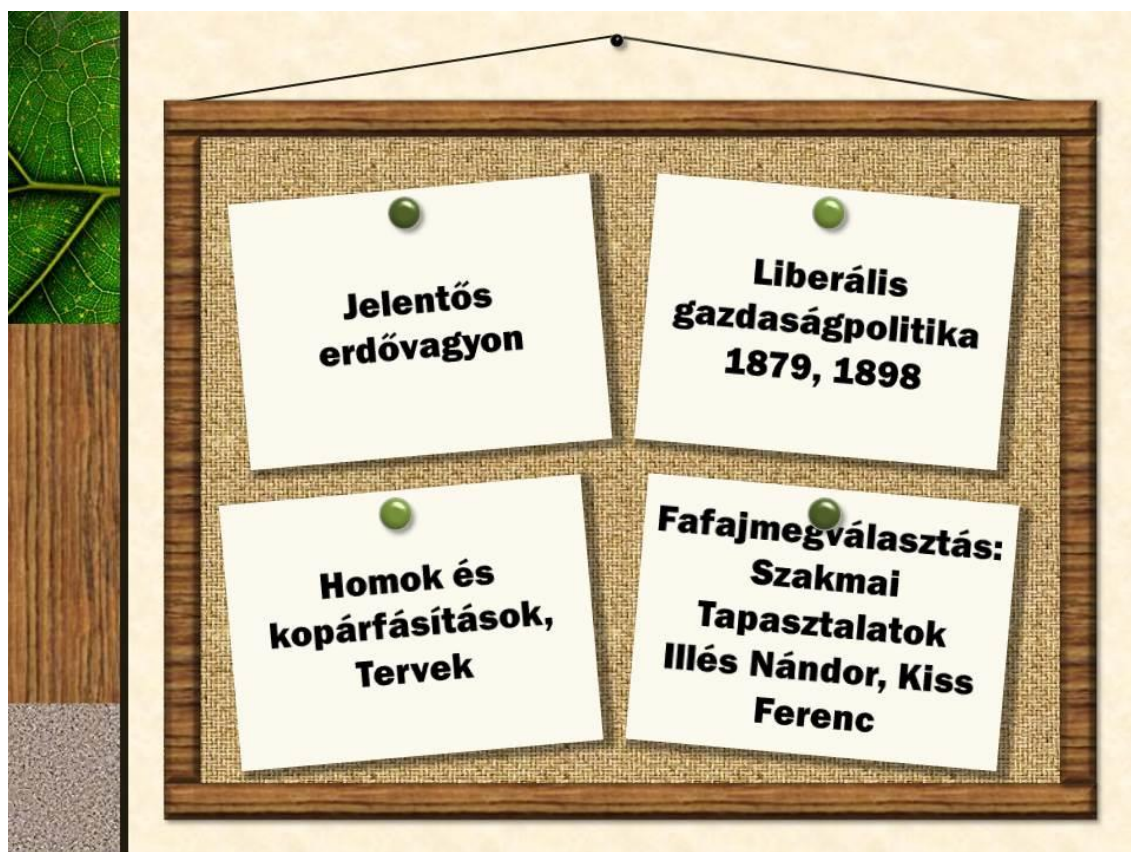 Jelentős
erdővagyon
Liberális
gazdaságpolitika
1879, 1898
Homok és
kopárfásítások,
Tervek
Fafajmegválasztás:
Szakmai
Tapasztalatok
Illés Nándor, Kiss
Ferenc